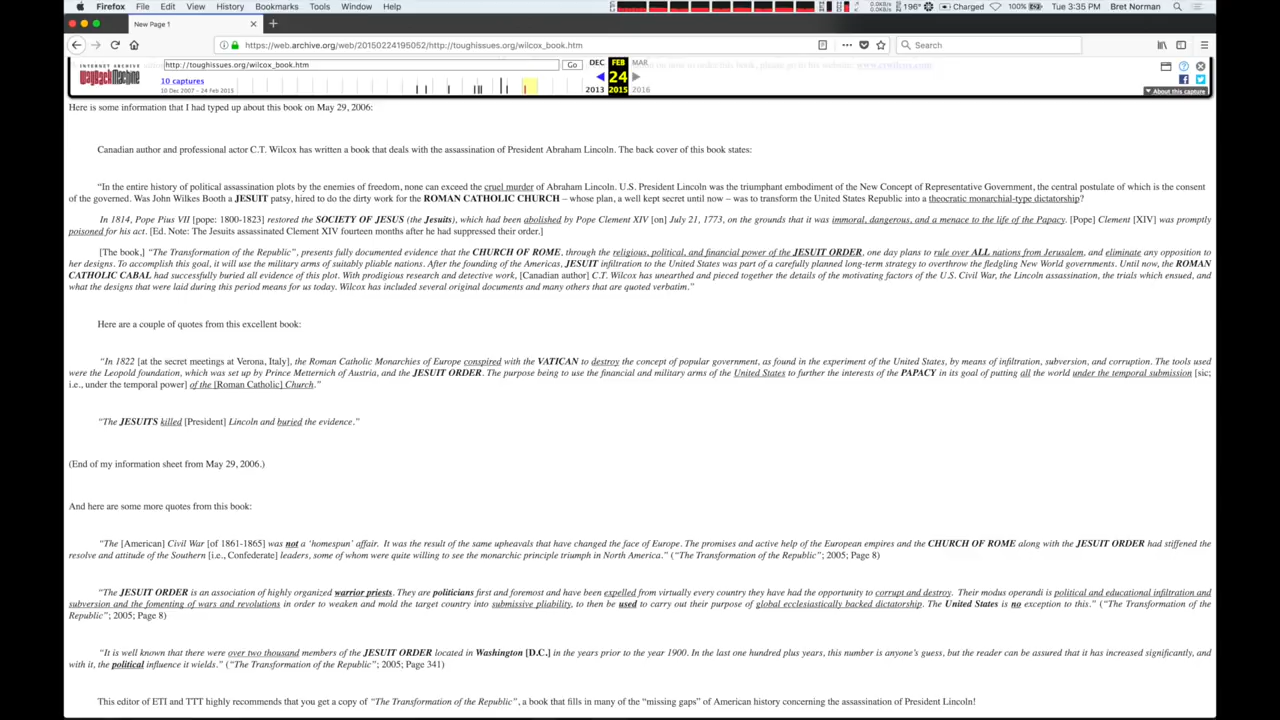 Firefox File Edit View History Bookmarks Tools Window Help 196° Charged 100% Tue 3:35 PM Bret Norman
New Page 1
https://web.archive.org/web/20150224195052/http://toughissues.org/wilcox_book.htm
Search
INTERNET ARCHIVE
WayBackMachine
http://toughissues.org/wilcox_book.htm
Go
DEC FEB MAR
10 captures
24
10 Dec 2007 – 24 Feb 2015
2013 2015 2016
About this capture
Here is some information that I had typed up about this book on May 29, 2006:
Canadian author and professional actor C.T. Wilcox has written a book that deals with the assassination of President Abraham Lincoln. The back cover of this book states:
“In the entire history of political assassination plots by the enemies of freedom, none can exceed the cruel murder of Abraham Lincoln. U.S. President Lincoln was the triumphant embodiment of the New Concept of Representative Government, the central postulate of which is the consent
of the governed. Was John Wilkes Booth a JESUIT patsy, hired to do the dirty work for the ROMAN CATHOLIC CHURCH – whose plan, a well kept secret until now – was to transform the United States Republic into a theocratic monarchial-type dictatorship?
In 1814, Pope Pius VII [pope: 1800-1823] restored the SOCIETY OF JESUS (the Jesuits), which had been abolished by Pope Clement XIV [on] July 21, 1773, on the grounds that it was immoral, dangerous, and a menace to the life of the Papacy. [Pope] Clement [XIV] was promptly
poisoned for his act. [Ed. Note: The Jesuits assassinated Clement XIV fourteen months after he had suppressed their order.]
[The book,] “The Transformation of the Republic”, presents fully documented evidence that the CHURCH OF ROME, through the religious, political, and financial power of the JESUIT ORDER, one day plans to rule over ALL nations from Jerusalem, and eliminate any opposition to
her designs. To accomplish this goal, it will use the military arms of suitably pliable nations. After the founding of the Americas, JESUIT infiltration to the United States was part of a carefully planned long-term strategy to overthrow the fledgling New World governments. Until now, the ROMAN
CATHOLIC CABAL had successfully buried all evidence of this plot. With prodigious research and detective work, [Canadian author] C.T. Wilcox has unearthed and pieced together the details of the motivating factors of the U.S. Civil War, the Lincoln assassination, the trials which ensued, and
what the designs that were laid during this period means for us today. Wilcox has included several original documents and many others that are quoted verbatim.”
Here are a couple of quotes from this excellent book:
“In 1822 [at the secret meetings at Verona, Italy], the Roman Catholic Monarchies of Europe conspired with the VATICAN to destroy the concept of popular government, as found in the experiment of the United States, by means of infiltration, subversion, and corruption. The tools used
were the Leopold foundation, which was set up by Prince Metternich of Austria, and the JESUIT ORDER. The purpose being to use the financial and military arms of the United States to further the interests of the PAPACY in its goal of putting all the world under the temporal submission [sic;
i.e., under the temporal power] of the [Roman Catholic] Church.”
“The JESUITS killed [President] Lincoln and buried the evidence.”
(End of my information sheet from May 29, 2006.)
And here are some more quotes from this book:
“The [American] Civil War [of 1861-1865] was not a ‘homespun’ affair. It was the result of the same upheavals that have changed the face of Europe. The promises and active help of the European empires and the CHURCH OF ROME along with the JESUIT ORDER had stiffened the
resolve and attitude of the Southern [i.e., Confederate] leaders, some of whom were quite willing to see the monarchic principle triumph in North America.” (“The Transformation of the Republic”; 2005; Page 8)
“The JESUIT ORDER is an association of highly organized warrior priests. They are politicians first and foremost and have been expelled from virtually every country they have had the opportunity to corrupt and destroy. Their modus operandi is political and educational infiltration and
subversion and the fomenting of wars and revolutions in order to weaken and mold the target country into submissive pliability, to then be used to carry out their purpose of global ecclesiastically backed dictatorship. The United States is no exception to this.” (“The Transformation of the
Republic”; 2005; Page 8)
“It is well known that there were over two thousand members of the JESUIT ORDER located in Washington [D.C.] in the years prior to the year 1900. In the last one hundred plus years, this number is anyone’s guess, but the reader can be assured that it has increased significantly, and
with it, the political influence it wields.” (“The Transformation of the Republic”; 2005; Page 341)
This editor of ETI and TTT highly recommends that you get a copy of “The Transformation of the Republic”, a book that fills in many of the “missing gaps” of American history concerning the assassination of President Lincoln!